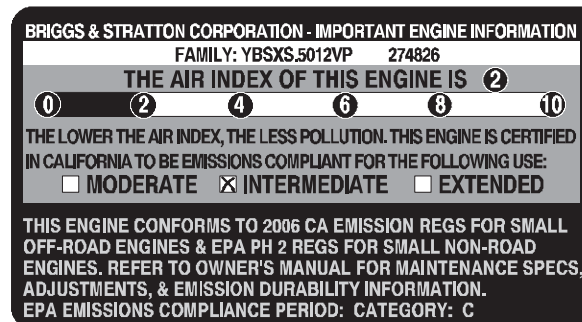 BRIGGS & STRATTON CORPORATION - IMPORTANT ENGINE INFORMATION
FAMILY: YBSXS.5012VP 274826
THE AIR INDEX OF THIS ENGINE IS 2
0 2 4 6 8 10
THE LOWER THE AIR INDEX, THE LESS POLLUTION. THIS ENGINE IS CERTIFIED
IN CALIFORNIA TO BE EMISSIONS COMPLIANT FOR THE FOLLOWING USE:
☐ MODERATE ☒ INTERMEDIATE ☐ EXTENDED
THIS ENGINE CONFORMS TO 2006 CA EMISSION REGS FOR SMALL
OFF-ROAD ENGINES & EPA PH 2 REGS FOR SMALL NON-ROAD
ENGINES. REFER TO OWNER'S MANUAL FOR MAINTENANCE SPECS,
ADJUSTMENTS, & EMISSION DURABILITY INFORMATION.
EPA EMISSIONS COMPLIANCE PERIOD: CATEGORY: C